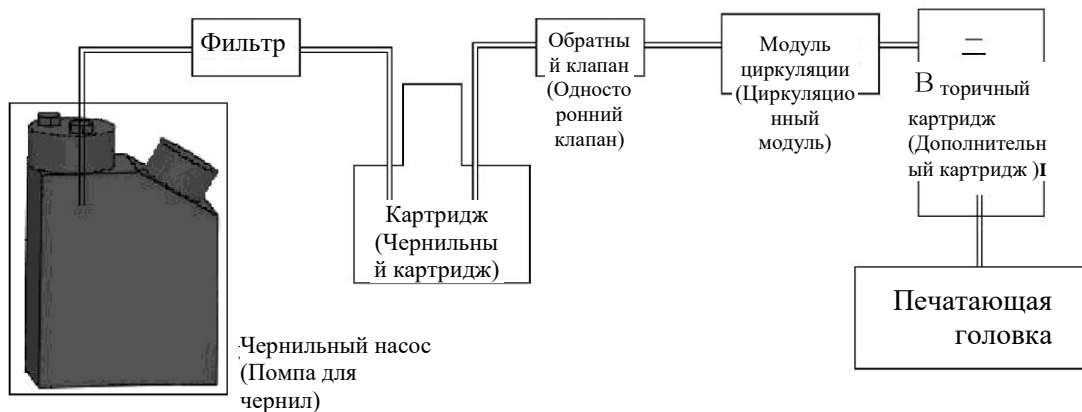 Фильтр
Обратны
й клапан
(Односто
ронний
клапан)
Модуль
циркуляции
(Циркуляцио
нный
модуль)
二
В торичный
картридж
(Дополнительн
ый картридж )I
Картридж
(Чернильны
й картридж)
Печатающая
головка
Чернильный насос
(Помпа для
чернил)